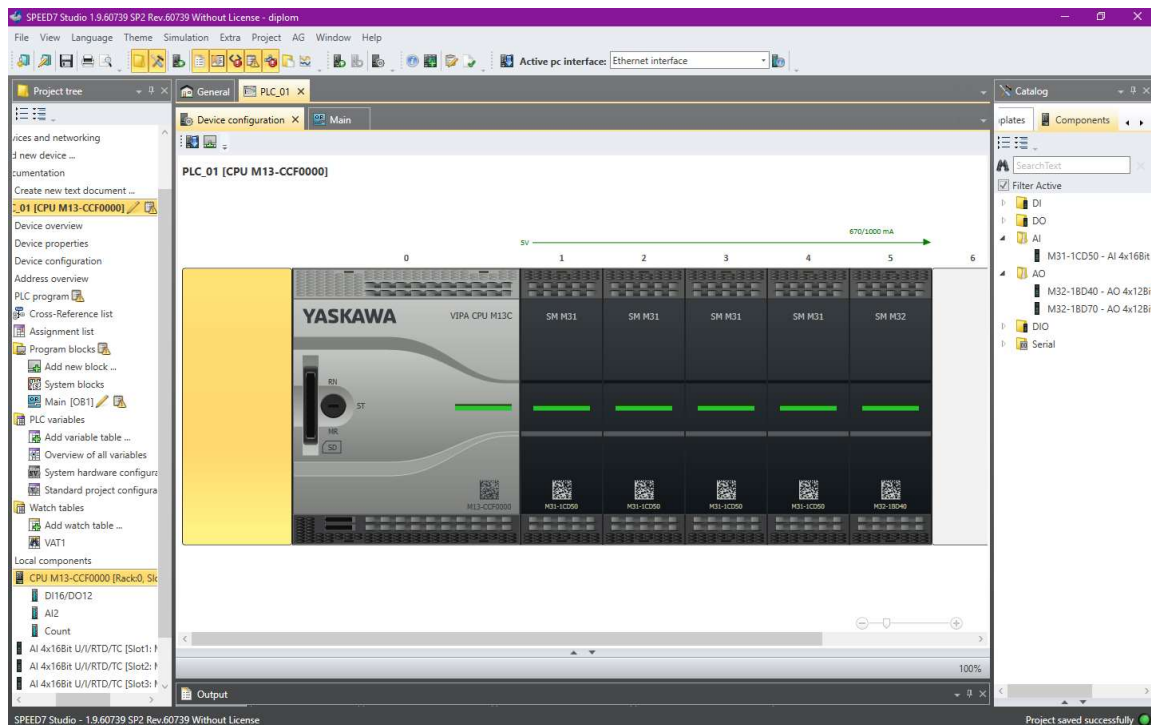 SPEED7 Studio 1.9.60739 SP2 Rev.60739 Without License - diplom
File View Language Theme Simulation Extra Project AG Window Help
Active pc interface: Ethernet interface
Project tree
General
PLC_01
Catalog
Device configuration
Main
plates
Components
ices and networking
d new device ...
cumentation
Create new text document ...
_01 [CPU M13-CCF0000]
Device overview
Device properties
Device configuration
Address overview
PLC program
Cross-Reference list
Assignment list
Program blocks
Add new block ...
System blocks
Main [OB1]
PLC variables
Add variable table ...
Overview of all variables
System hardware configura
Standard project configura
Watch tables
Add watch table ...
VAT1
Local components
CPU M13-CCF0000 [Rack:0, Slo
DI16/DO12
AI2
Count
AI 4x16Bit U/I/RTD/TC [Slot1: M
AI 4x16Bit U/I/RTD/TC [Slot2: M
AI 4x16Bit U/I/RTD/TC [Slot3: M
PLC_01 [CPU M13-CCF0000]
5V
670/1000 mA
0 1 2 3 4 5 6
YASKAWA
VIPA CPU M13C
SM M31
SM M31
SM M31
SM M31
SM M32
RN
ST
MR
SD
M13-CCF0000
M31-1CD50
M31-1CD50
M31-1CD50
M31-1CD50
M32-1BD40
100%
Output
SearchText
Filter Active
DI
DO
AI
M31-1CD50 - AI 4x16Bit
AO
M32-1BD40 - AO 4x12Bi
M32-1BD70 - AO 4x12Bi
DIO
Serial
SPEED7 Studio - 1.9.60739 SP2 Rev.60739 Without License
Project saved successfully